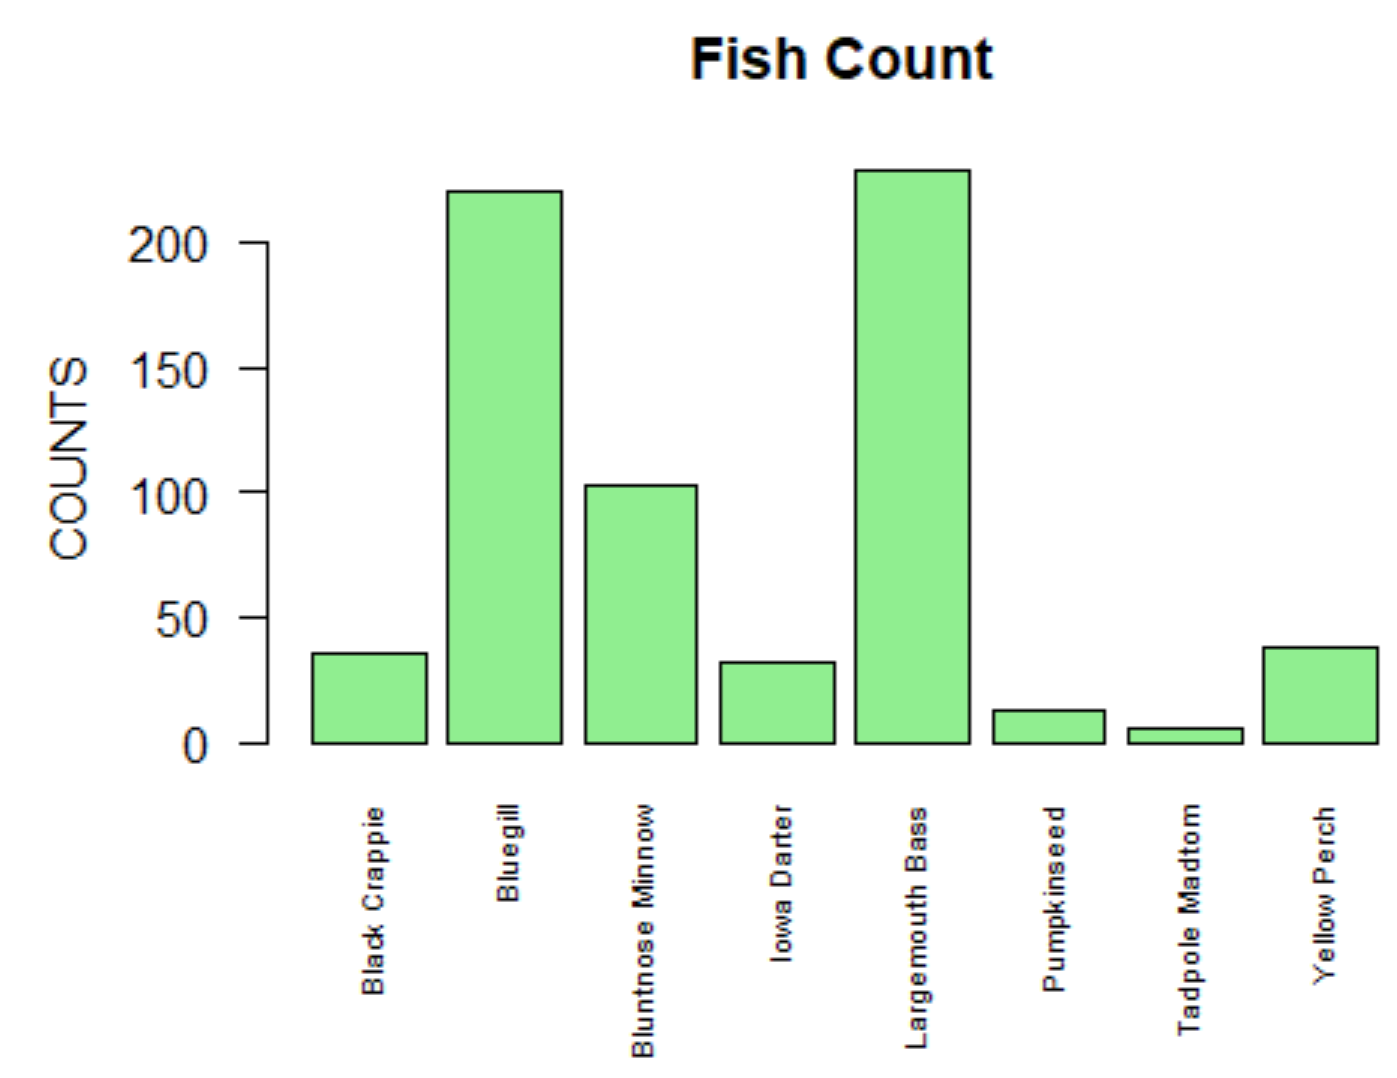 Fish Count
COUNTS
200
150
100
50
0
Black Crappie
Bluegill
Bluntnose Minnow
Iowa Darter
Largemouth Bass
Pumpkinseed
Tadpole Madtom
Yellow Perch